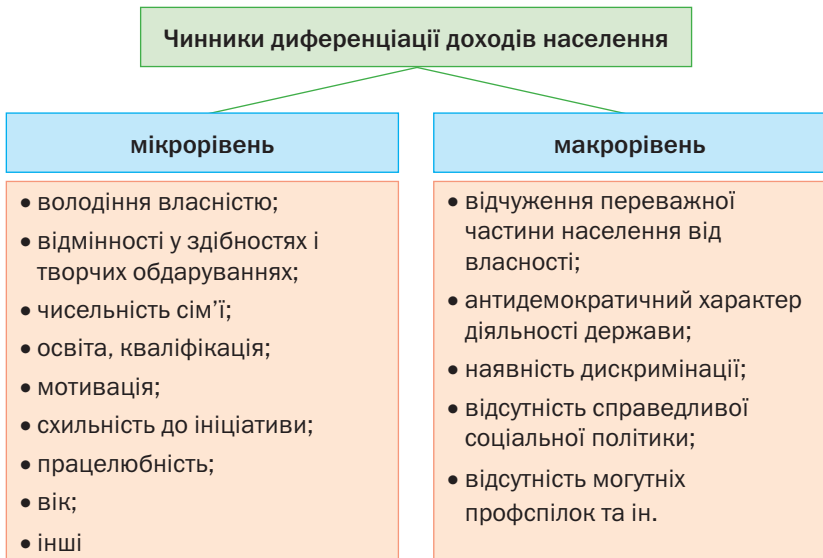 Чинники диференціації доходів населення
мікрорівень
• володіння власністю;
• відмінності у здібностях і
творчих обдаруваннях;
• чисельність сім’ї;
• освіта, кваліфікація;
• мотивація;
• схильність до ініціативи;
• працелюбність;
• вік;
• інші
макрорівень
• відчуження переважної
частини населення від
власності;
• антидемократичний характер
діяльності держави;
• наявність дискримінації;
• відсутність справедливої
соціальної політики;
• відсутність могутніх
профспілок та ін.